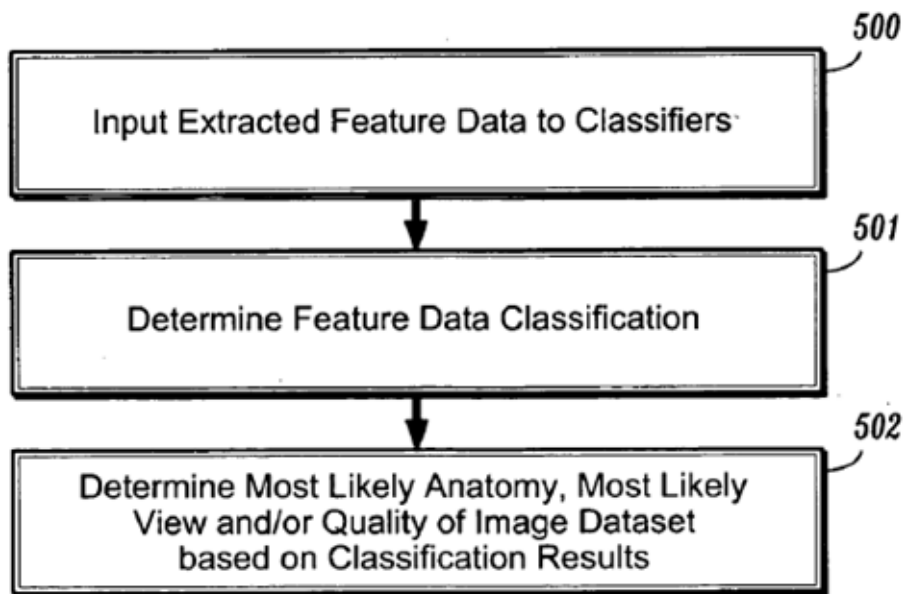 500
Input Extracted Feature Data to Classifiers
501
Determine Feature Data Classification
502
Determine Most Likely Anatomy, Most Likely
View and/or Quality of Image Dataset
based on Classification Results